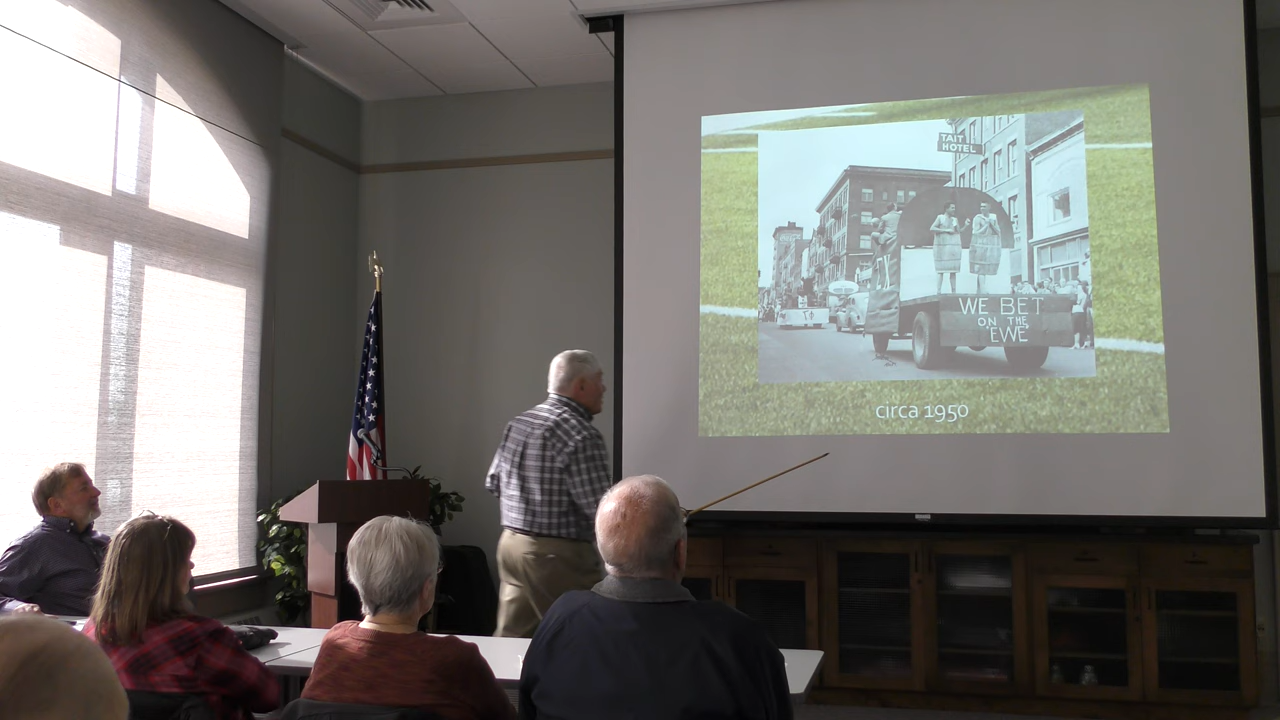 TAIT
HOTEL
WE BET
ON THE
"EWE"
circa 1950